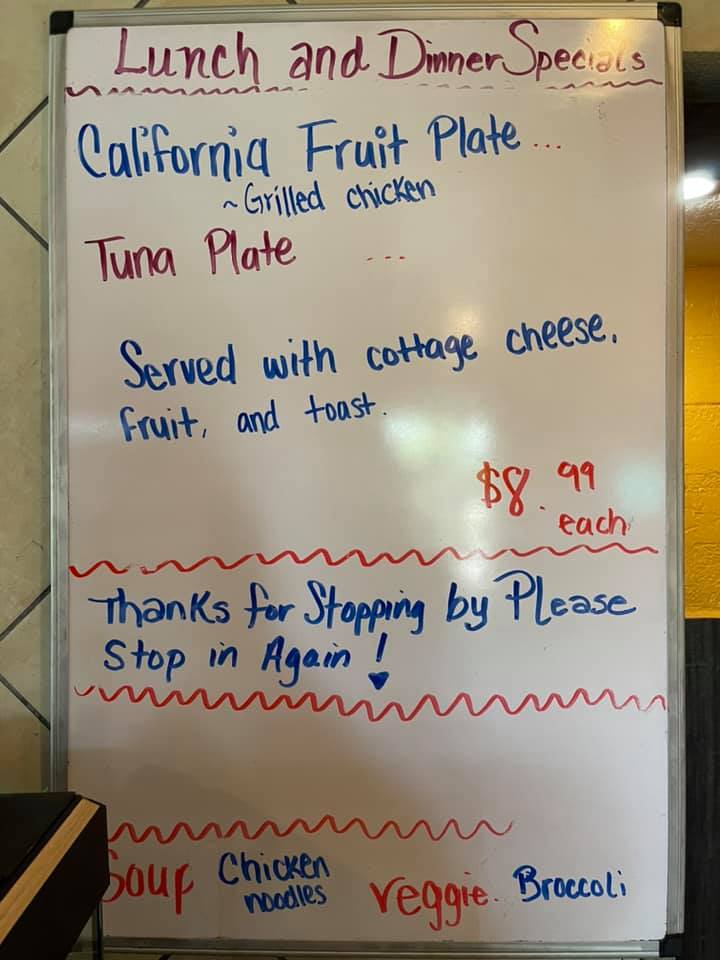 Lunch and Dinner Specials
California Fruit Plate ...
~ Grilled chicken
Tuna Plate ...
Served with cottage cheese,
fruit, and toast.
$8.99
each
Thanks for Stopping by Please
Stop in Again!
Soup Chicken noodles veggie. Broccoli